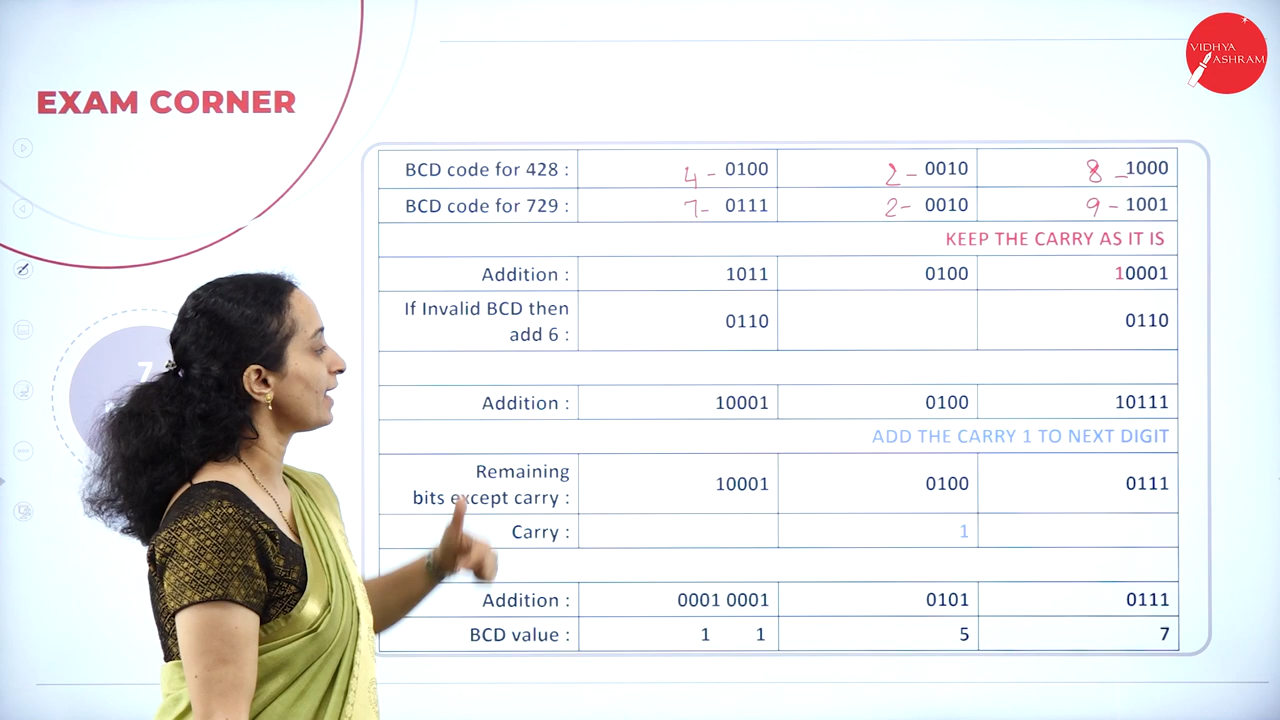 VIDHYA
ASHRAM
EXAM CORNER
BCD code for 428 : 4 - 0100 2 - 0010 8 - 1000
BCD code for 729 : 7- 0111 2- 0010 9 - 1001
KEEP THE CARRY AS IT IS
Addition : 1011 0100 10001
If Invalid BCD then
add 6 : 0110 0110
7
Addition : 10001 0100 10111
ADD THE CARRY 1 TO NEXT DIGIT
Remaining
bits except carry : 10001 0100 0111
Carry : 1
Addition : 0001 0001 0101 0111
BCD value : 1 1 5 7